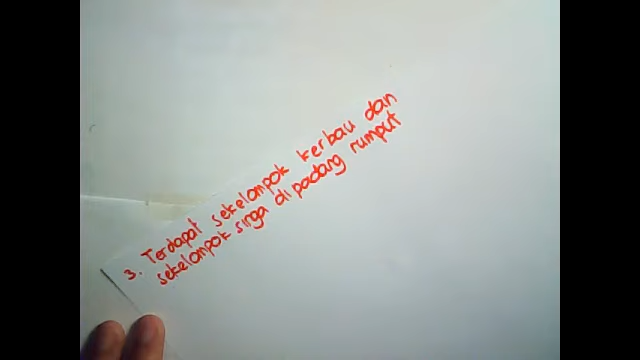 3. Terdapat sekelompok kerbau dan
sekelompok singa di padang rumput